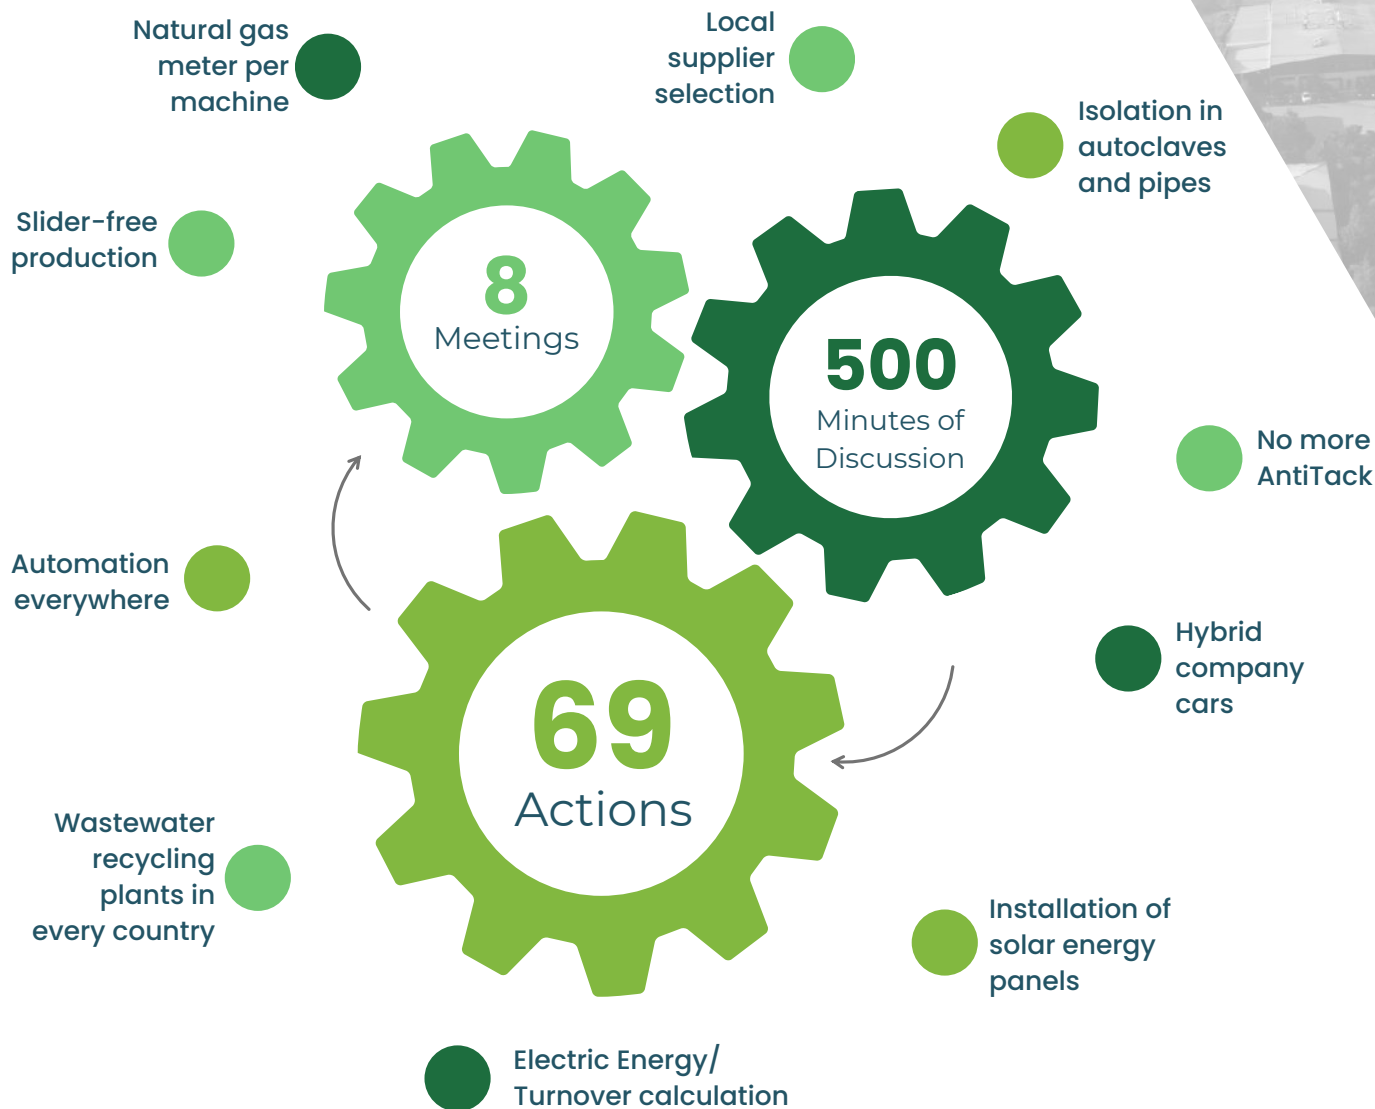 Natural gas
meter per
machine
Local
supplier
selection
Isolation in
autoclaves
and pipes
Slider-free
production
8
Meetings
500
Minutes of
Discussion
No more
AntiTack
Automation
everywhere
Hybrid
company
cars
69
Actions
Wastewater
recycling
plants in
every country
Installation of
solar energy
panels
Electric Energy/
Turnover calculation